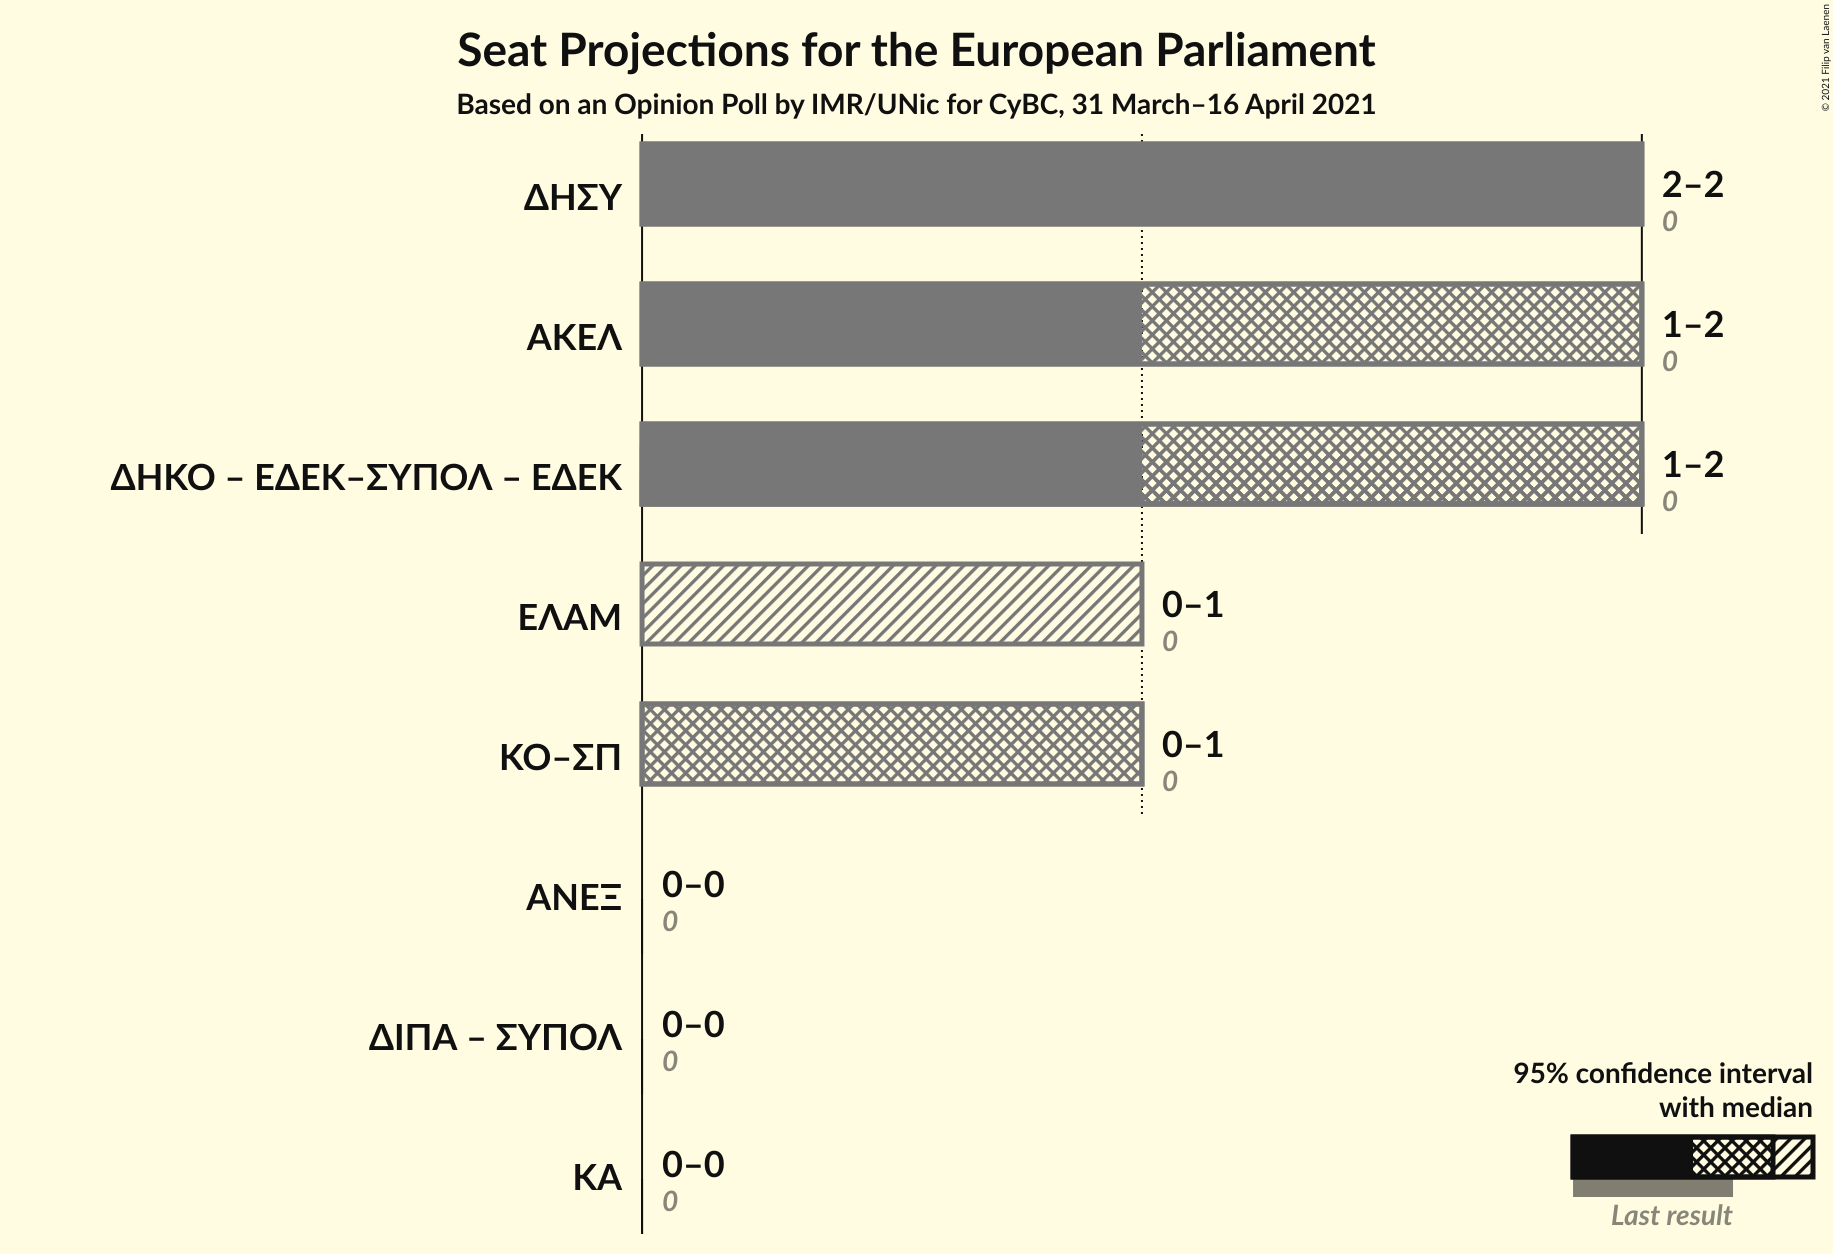 Seat Projections for the European Parliament
Based on an Opinion Poll by IMR/UNic for CyBC, 31 March–16 April 2021
© 2021 Filip van Laenen
ΔΗΣΥ
2–2
0
ΑΚΕΛ
1–2
0
ΔΗΚΟ – ΕΔΕΚ–ΣΥΠΟΛ – ΕΔΕΚ
1–2
0
ΕΛΑΜ
0–1
0
ΚΟ–ΣΠ
0–1
0
ΑΝΕΞ
0–0
0
ΔΙΠΑ – ΣΥΠΟΛ
0–0
0
ΚΑ
0–0
0
95% confidence interval
with median
Last result